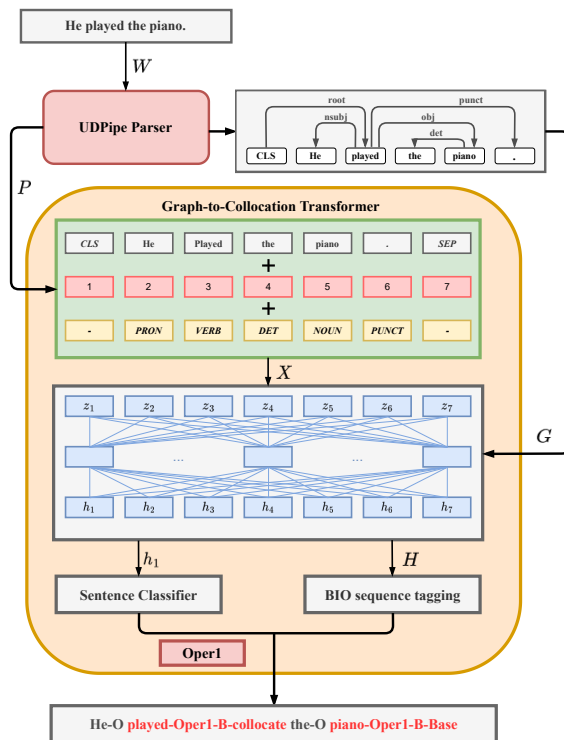 He played the piano.
W
UDPipe Parser
root
punct
nsubj
obj
det
CLS He played the piano .
P
Graph-to-Collocation Transformer
CLS He Played the piano . SEP
+
1 2 3 4 5 6 7
+
- PRON VERB DET NOUN PUNCT -
X
z1 z2 z3 z4 z5 z6 z7
G
... ...
h1 h2 h3 h4 h5 h6 h7
h1 H
Sentence Classifier BIO sequence tagging
Oper1
He-O played-Oper1-B-collocate the-O piano-Oper1-B-Base